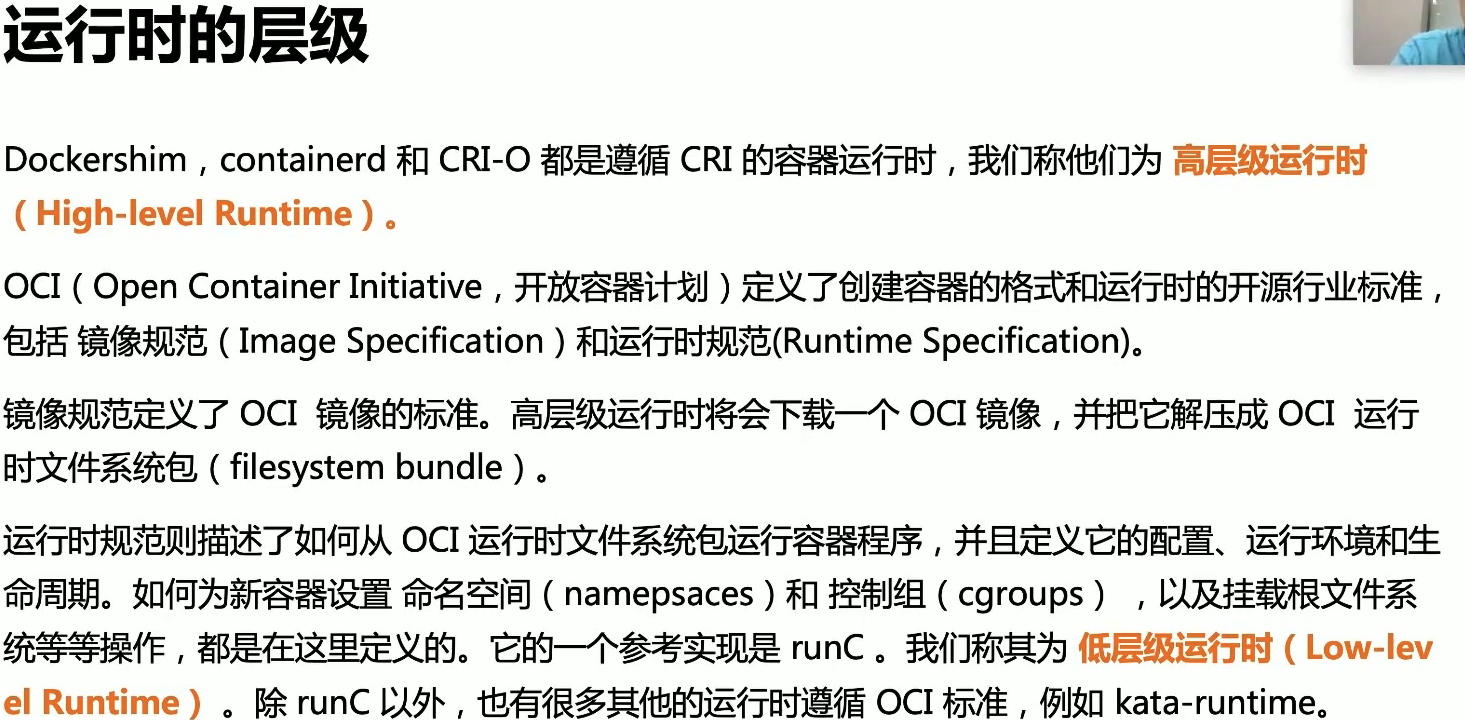 运行时的层级
Dockershim，containerd 和 CRI-O 都是遵循 CRI 的容器运行时，我们称他们为 高层级运行时
（High-level Runtime）。
OCI（Open Container Initiative，开放容器计划）定义了创建容器的格式和运行时的开源行业标准，
包括 镜像规范（Image Specification）和运行时规范(Runtime Specification)。
镜像规范定义了 OCI 镜像的标准。高层级运行时将会下载一个 OCI 镜像，并把它解压成 OCI 运行
时文件系统包（filesystem bundle）。
运行时规范则描述了如何从 OCI 运行时文件系统包运行容器程序，并且定义它的配置、运行环境和生
命周期。如何为新容器设置 命名空间（namepsaces）和 控制组（cgroups） ，以及挂载根文件系
统等等操作，都是在这里定义的。它的一个参考实现是 runC 。我们称其为 低层级运行时（Low-lev
el Runtime） 。除 runC 以外，也有很多其他的运行时遵循 OCI 标准，例如 kata-runtime。